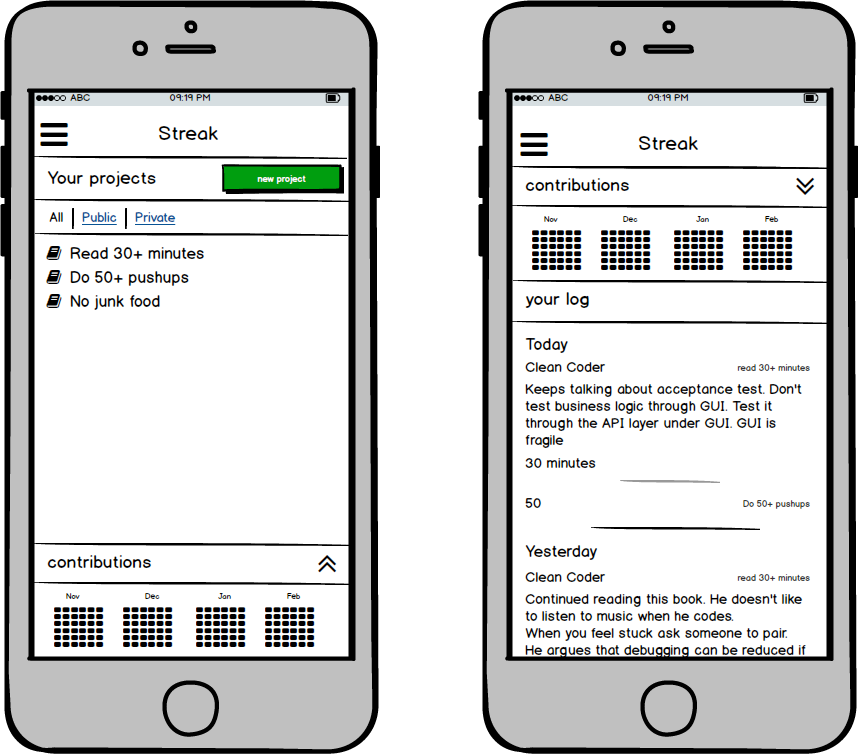 ABC 09:19 PM
Streak
Your projects
new project
All Public Private
Read 30+ minutes
Do 50+ pushups
No junk food
contributions
Nov Dec Jan Feb
ABC 09:19 PM
Streak
contributions
Nov Dec Jan Feb
your log
Today
Clean Coder read 30+ minutes
Keeps talking about acceptance test. Don't
test business logic through GUI. Test it
through the API layer under GUI. GUI is
fragile
30 minutes
50 Do 50+ pushups
Yesterday
Clean Coder read 30+ minutes
Continued reading this book. He doesn't like
to listen to music when he codes.
When you feel stuck ask someone to pair.
He argues that debugging can be reduced if